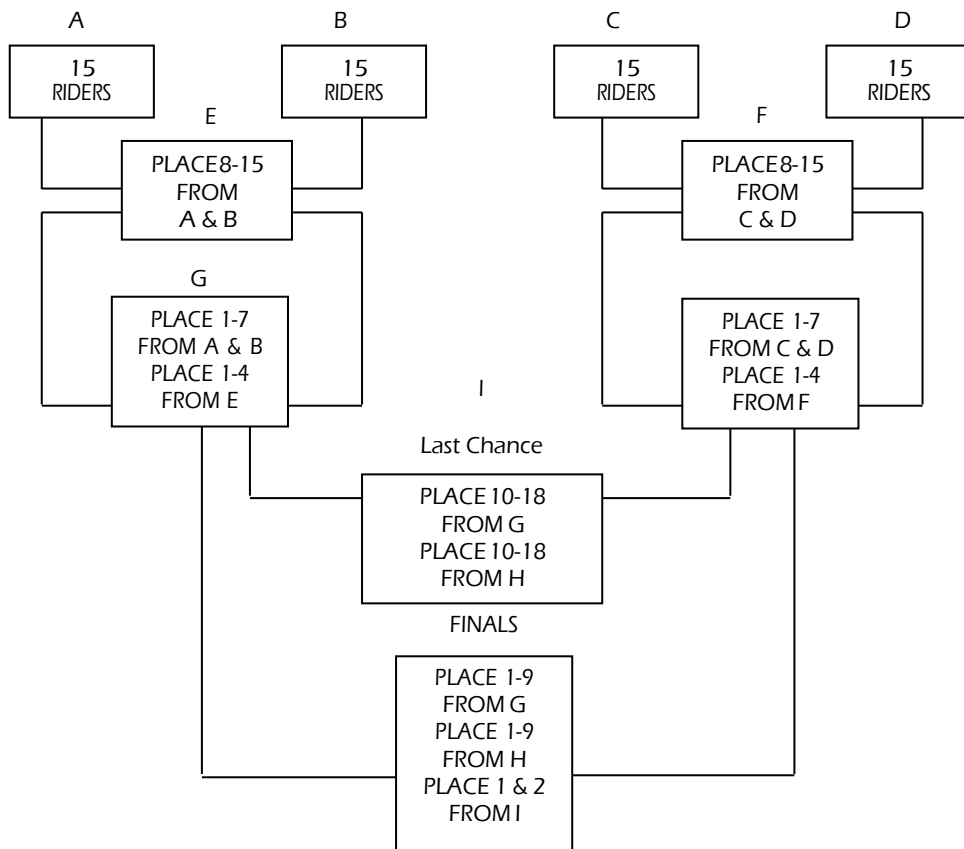 A
B
C
D
15
RIDERS
15
RIDERS
15
RIDERS
15
RIDERS
E
F
PLACE 8-15
FROM
A & B
PLACE 8-15
FROM
C & D
G
PLACE 1-7
FROM A & B
PLACE 1-4
FROM E
PLACE 1-7
FROM C & D
PLACE 1-4
FROM F
I
Last Chance
PLACE 10-18
FROM G
PLACE 10-18
FROM H
FINALS
PLACE 1-9
FROM G
PLACE 1-9
FROM H
PLACE 1 & 2
FROM I